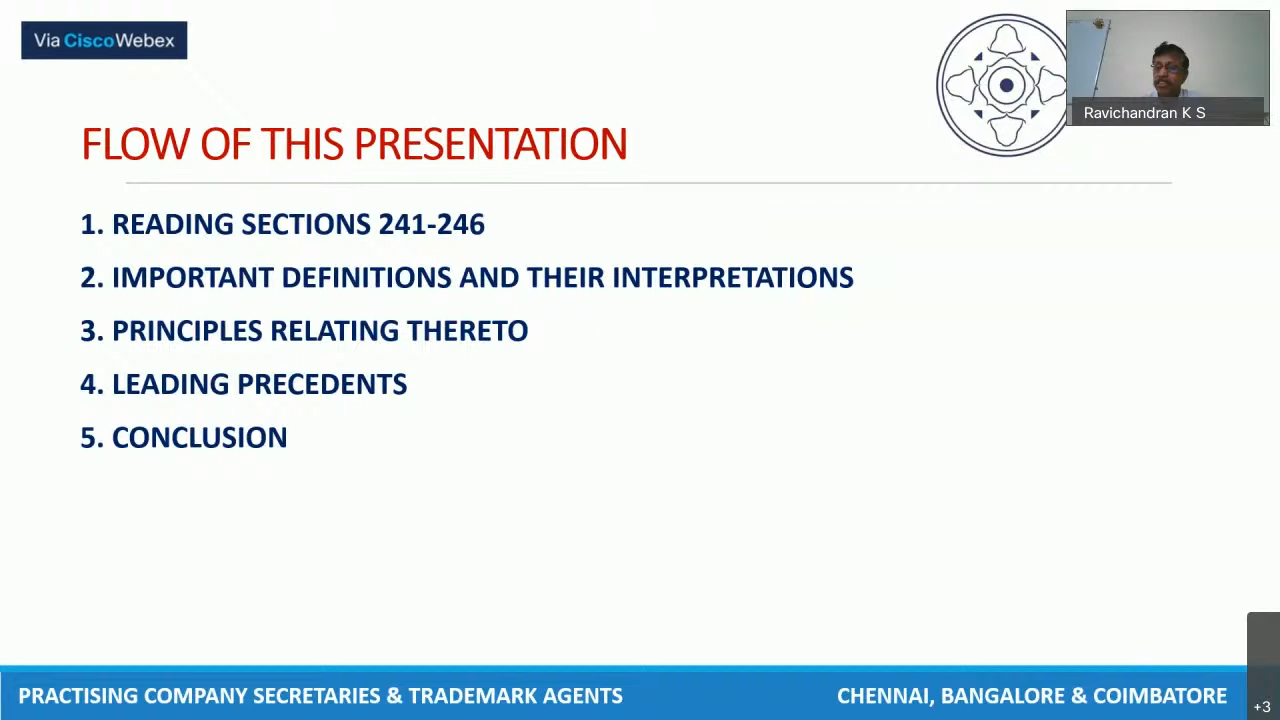 Via CiscoWebex
Ravichandran K S
FLOW OF THIS PRESENTATION
1. READING SECTIONS 241-246
2. IMPORTANT DEFINITIONS AND THEIR INTERPRETATIONS
3. PRINCIPLES RELATING THERETO
4. LEADING PRECEDENTS
5. CONCLUSION
PRACTISING COMPANY SECRETARIES & TRADEMARK AGENTS
CHENNAI, BANGALORE & COIMBATORE
+3